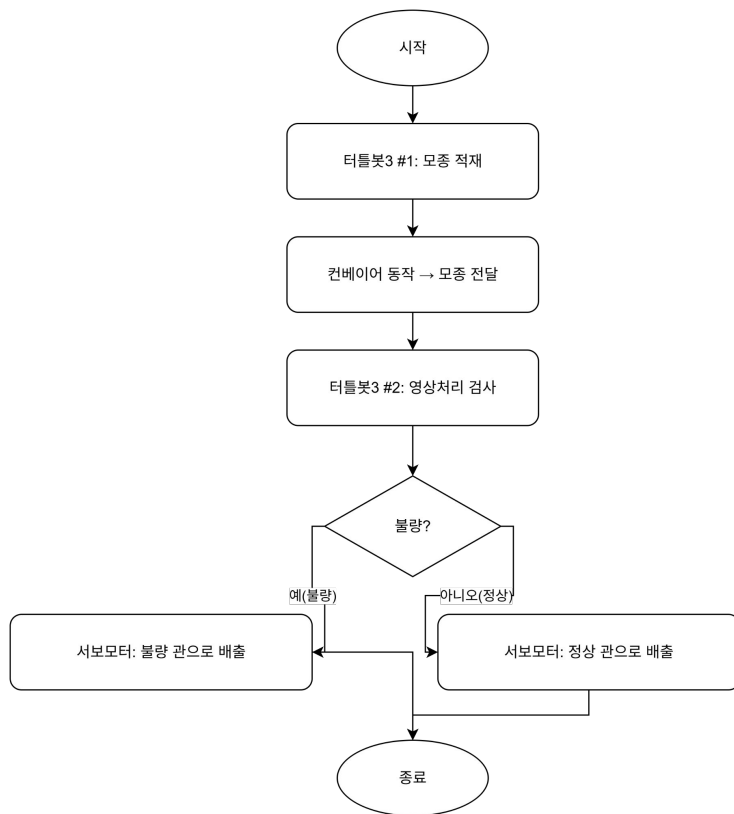 시작
터틀봇3 #1: 모종 적재
컨베이어 동작 → 모종 전달
터틀봇3 #2: 영상처리 검사
불량?
예(불량)
아니오(정상)
서보모터: 불량 관으로 배출
서보모터: 정상 관으로 배출
종료